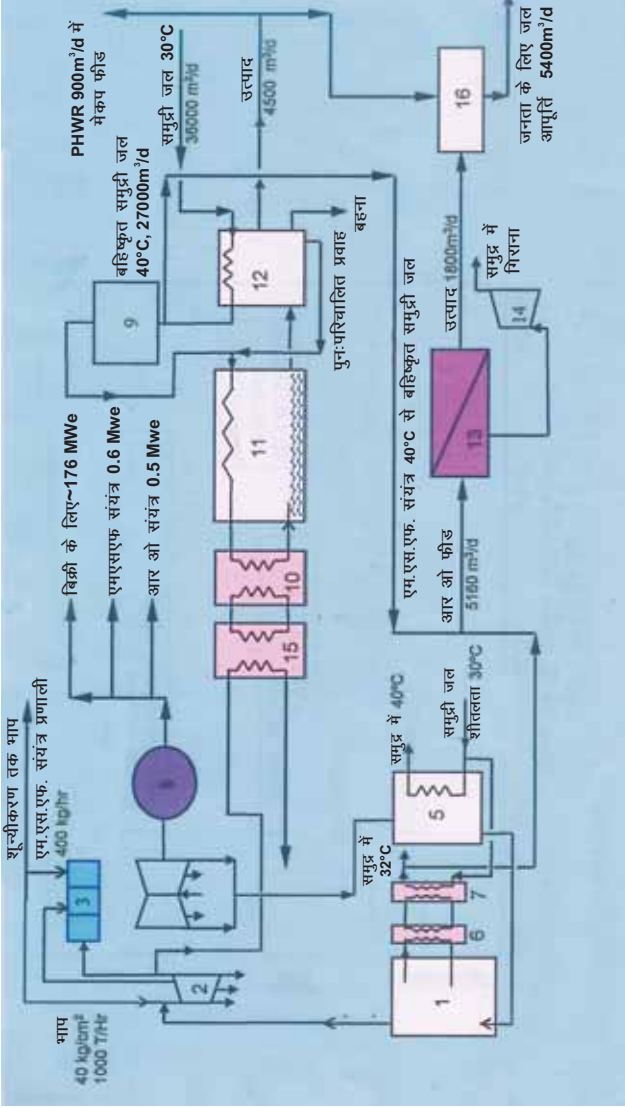 शून्यीकरण तक भाप
एम.एस.एफ. संयंत्र प्रणाली
400 kg/hr
भाप
40 kg/cm²
1000 T/Hr
3
2
बिक्री के लिए~176 MWe
एमएसएफ संयंत्र 0.6 Mwe
आर ओ संयंत्र 0.5 Mwe
PHWR 900m³/d में
मेकप फीड
बहिष्कृत समुद्री जल
40°C, 27000m³/d
समुद्री जल 30°C
36000 m³/d
उत्पाद
4500 m³/d
9
12
बहना
पुनःपरिचालित प्रवाह
11
10
15
एम.एस.एफ. संयंत्र 40°C से बहिष्कृत समुद्री जल
समुद्र में
32°C
समुद्र में 40°C
समुद्री जल
शीतलता 30°C
1
6
7
5
आर ओ फीड
5160 m³/d
13
उत्पाद 1800m³/d
समुद्र में
गिराना
14
16
जनता के लिए जल
आपूर्ति 5400m³/d